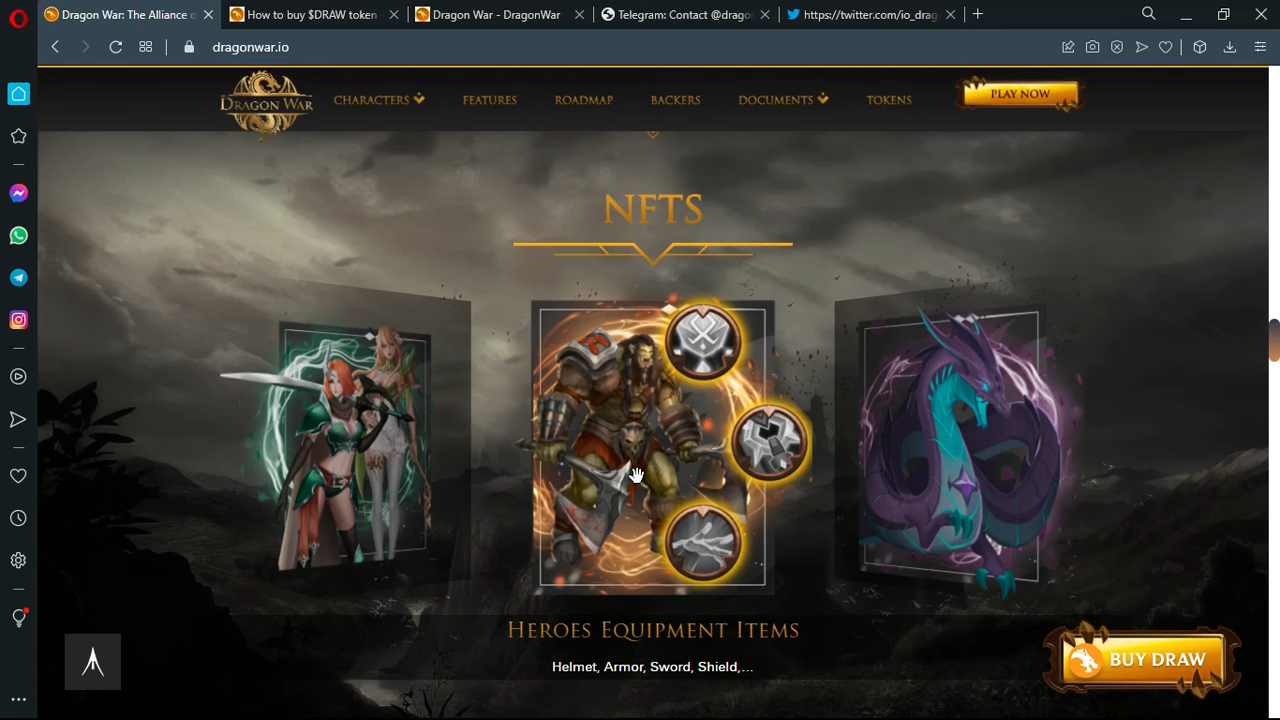 Dragon War: The Alliance o
How to buy $DRAW token
Dragon War - DragonWar
Telegram: Contact @drago
https://twitter.com/io_drag
dragonwar.io
DRAGON WAR
CHARACTERS
FEATURES
ROADMAP
BACKERS
DOCUMENTS
TOKENS
PLAY NOW
NFTS
HEROES EQUIPMENT ITEMS
Helmet, Armor, Sword, Shield,...
BUY DRAW